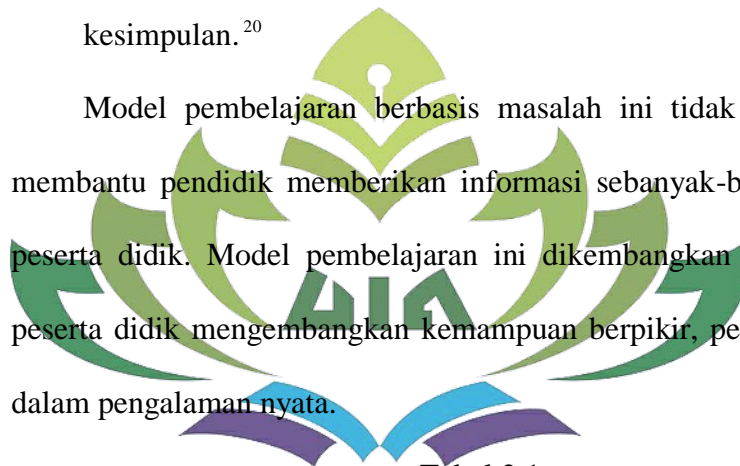 kesimpulan.20
Model pembelajaran berbasis masalah ini tidak
membantu pendidik memberikan informasi sebanyak-b
peserta didik. Model pembelajaran ini dikembangkan
peserta didik mengembangkan kemampuan berpikir, pe
dalam pengalaman nyata.
UIN